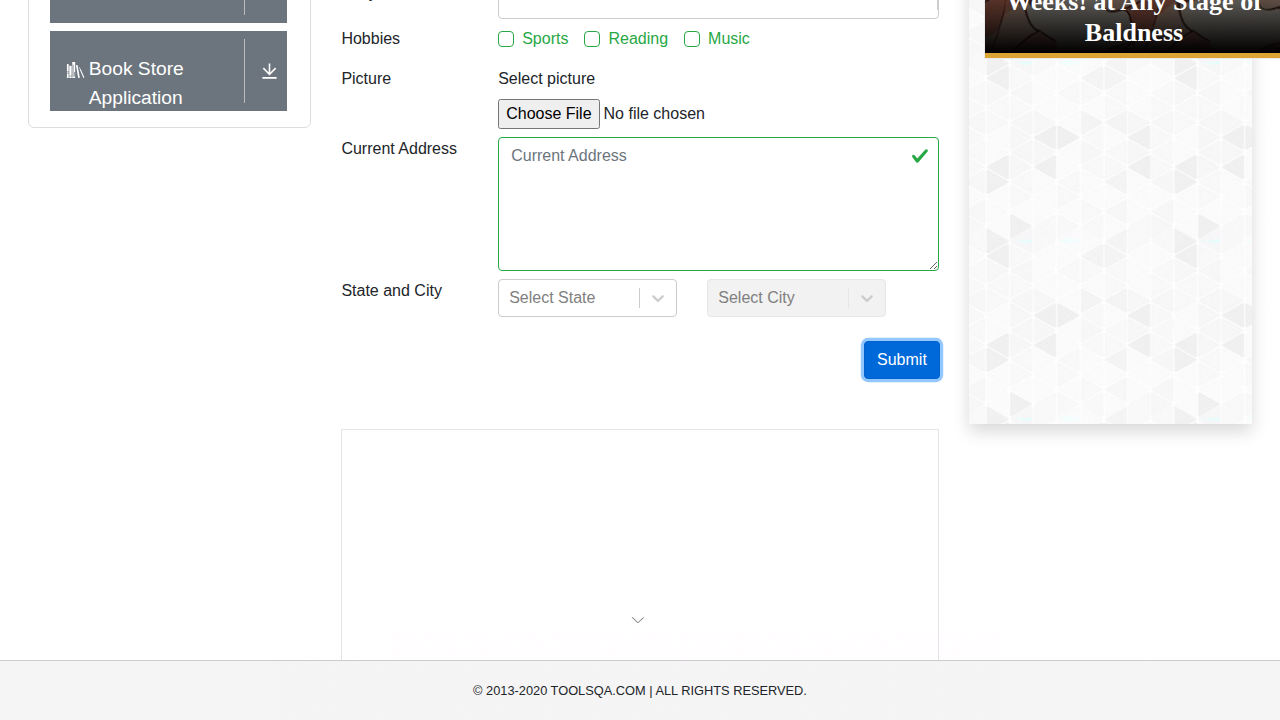 Weeks! at Any Stage of
Baldness
Hobbies
Sports
Reading
Music
Book Store
Application
Picture
Select picture
Choose File
No file chosen
Current Address
Current Address
State and City
Select State
Select City
Submit
© 2013-2020 TOOLSQA.COM | ALL RIGHTS RESERVED.